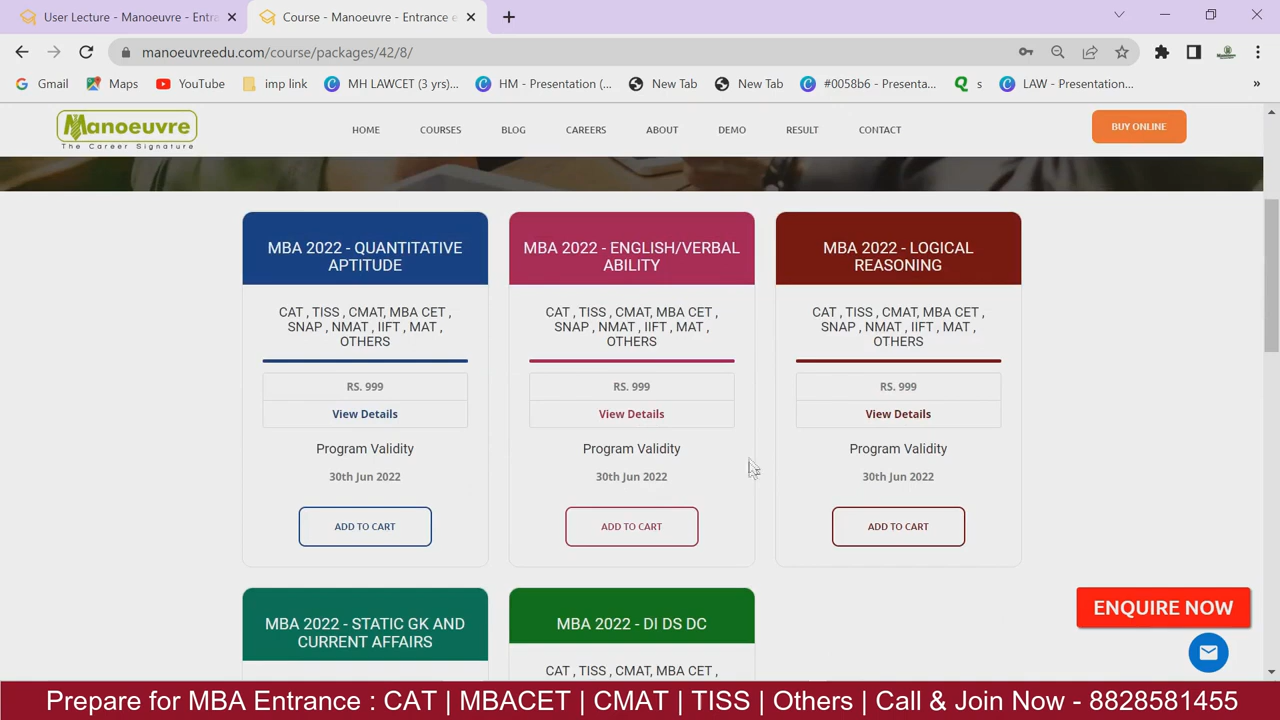 User Lecture - Manoeuvre - Entra
Course - Manoeuvre - Entrance e
manoeuvreedu.com/course/packages/42/8/
Gmail
Maps
YouTube
imp link
MH LAWCET (3 yrs)...
HM - Presentation (...
New Tab
New Tab
#0058b6 - Presenta...
s
LAW - Presentation...
»
Manoeuvre
The Career Signature
HOME
COURSES
BLOG
CAREERS
ABOUT
DEMO
RESULT
CONTACT
BUY ONLINE
MBA 2022 - QUANTITATIVE
APTITUDE
CAT , TISS , CMAT, MBA CET ,
SNAP , NMAT , IIFT , MAT ,
OTHERS
RS. 999
View Details
Program Validity
30th Jun 2022
ADD TO CART
MBA 2022 - ENGLISH/VERBAL
ABILITY
CAT , TISS , CMAT, MBA CET ,
SNAP , NMAT , IIFT , MAT ,
OTHERS
RS. 999
View Details
Program Validity
30th Jun 2022
ADD TO CART
MBA 2022 - LOGICAL
REASONING
CAT , TISS , CMAT, MBA CET ,
SNAP , NMAT , IIFT , MAT ,
OTHERS
RS. 999
View Details
Program Validity
30th Jun 2022
ADD TO CART
MBA 2022 - STATIC GK AND
CURRENT AFFAIRS
MBA 2022 - DI DS DC
CAT , TISS , CMAT, MBA CET ,
ENQUIRE NOW
Prepare for MBA Entrance : CAT | MBACET | CMAT | TISS | Others | Call & Join Now - 8828581455